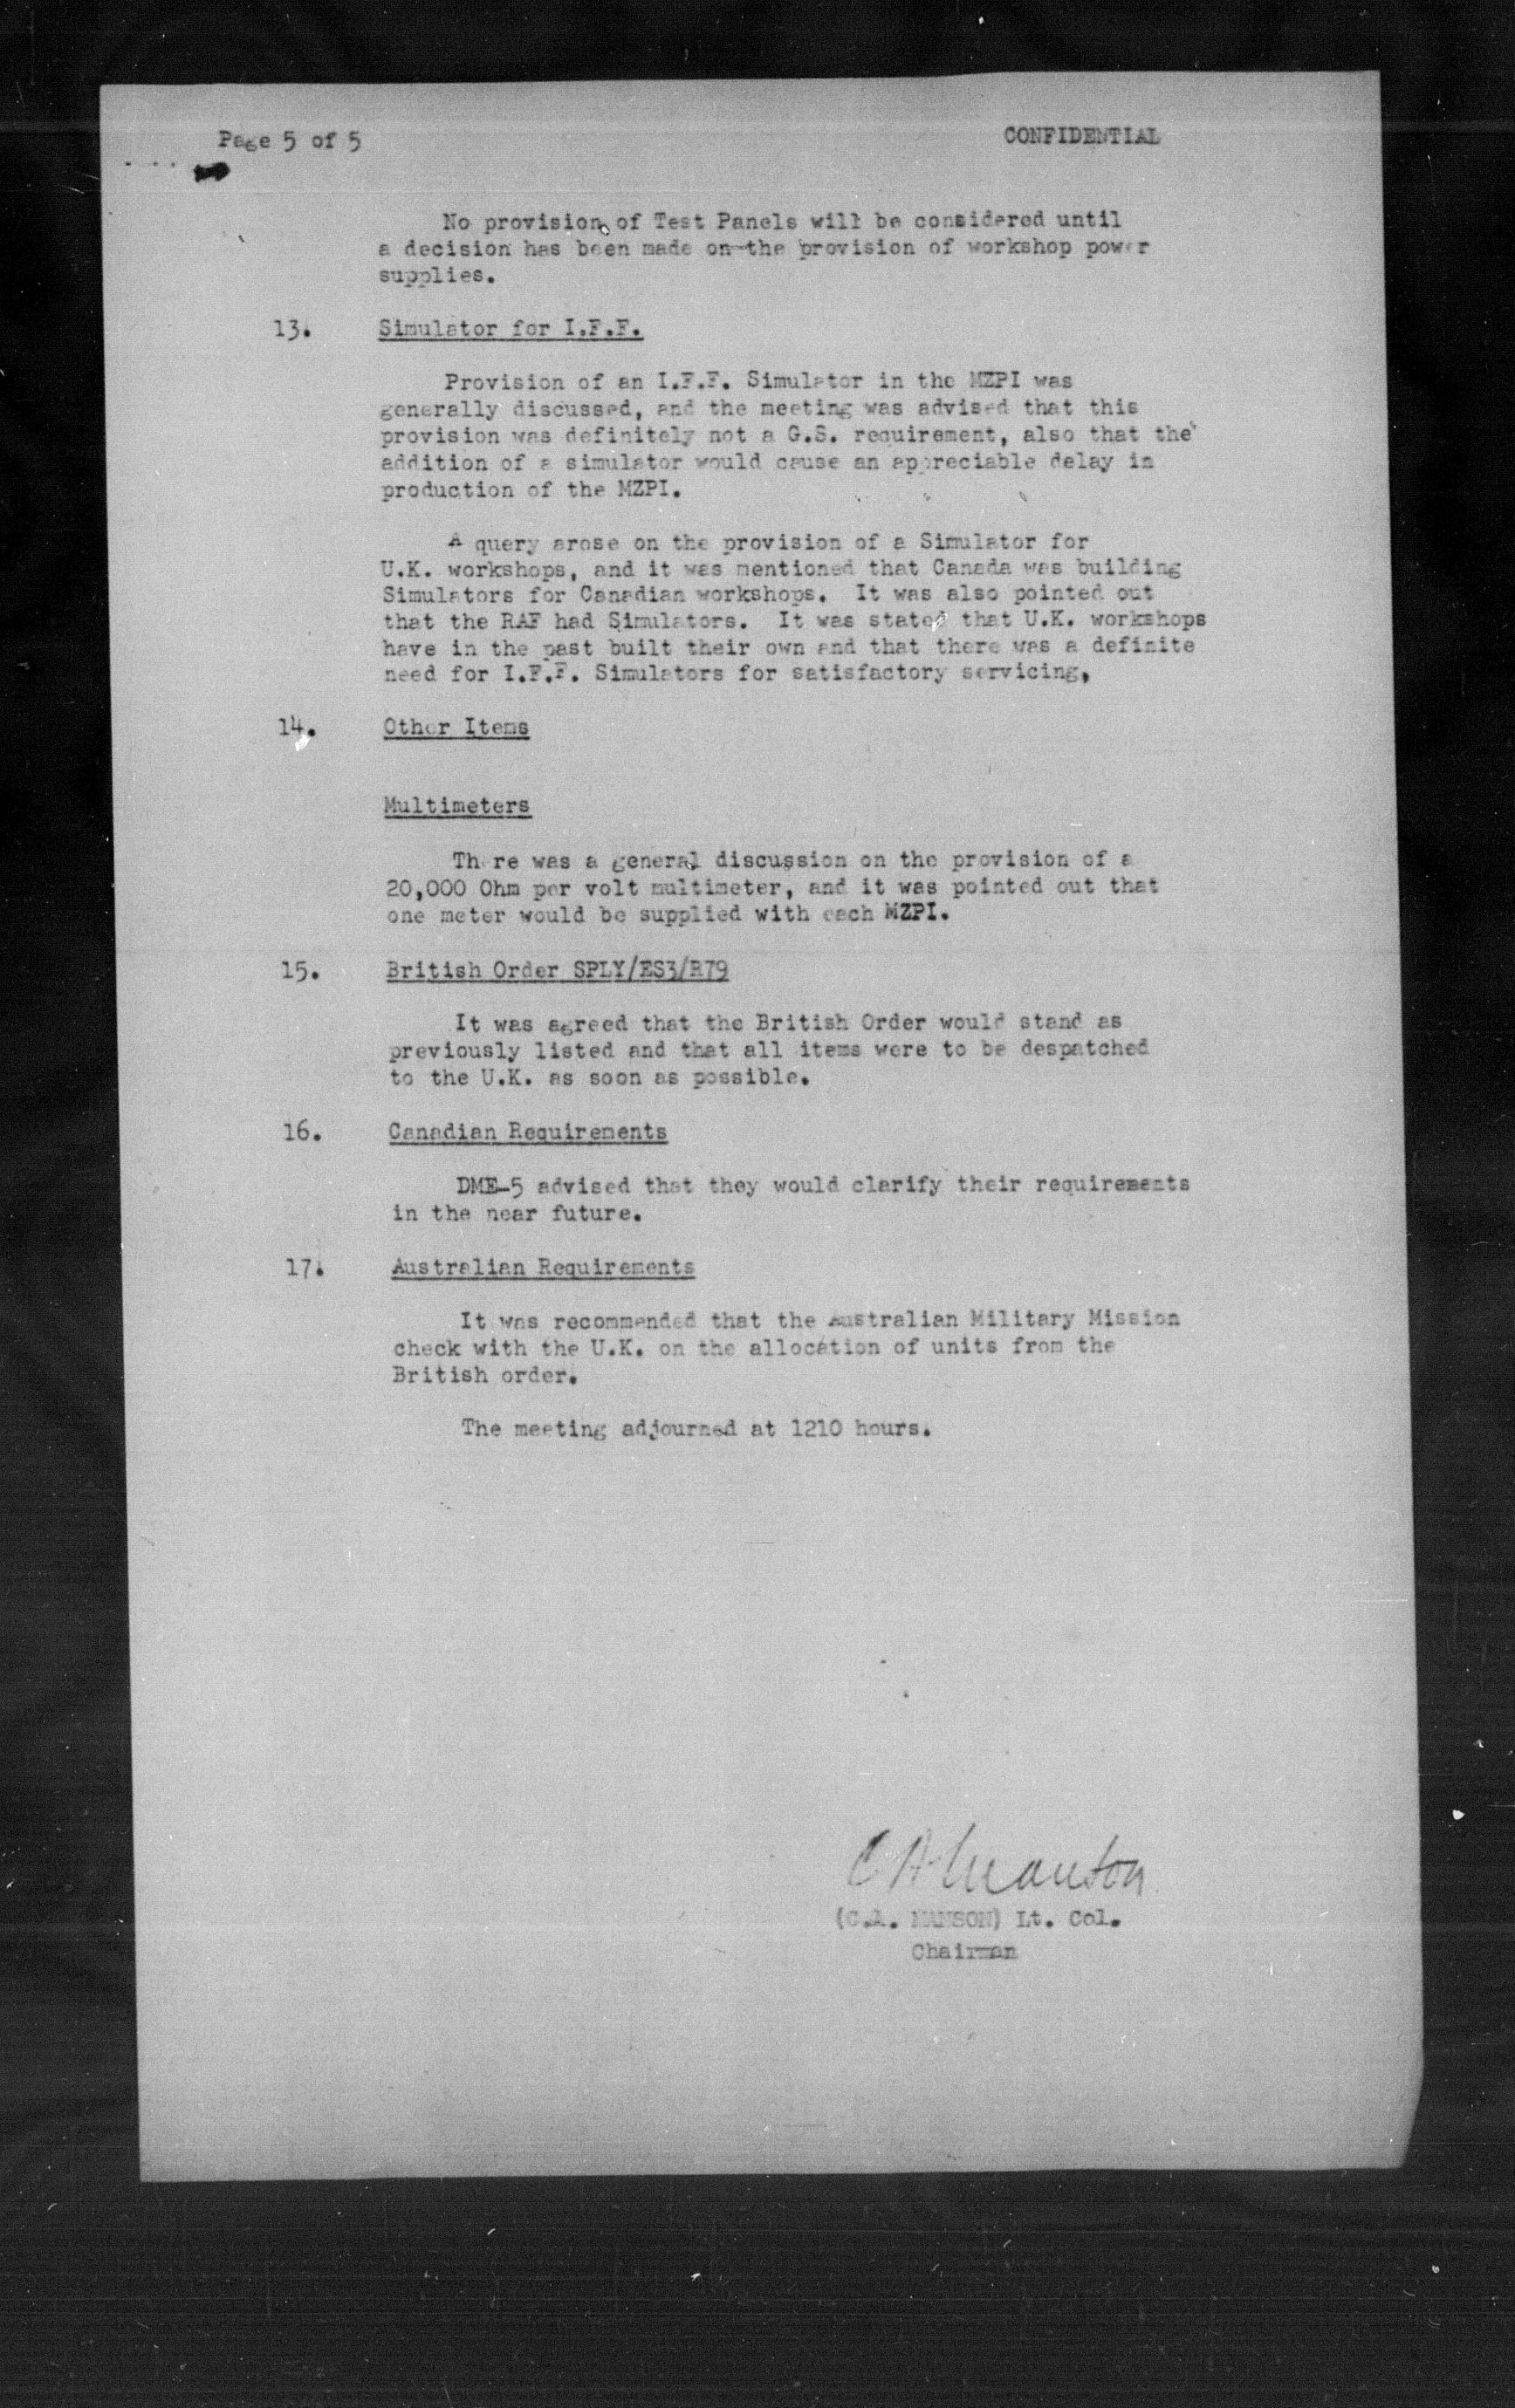 Page 5 of 5
CONFIDENTIAL
No provision of Test Panels will be considered until
a decision has been made on the provision of workshop power
supplies.
13. Simulator for I.F.F.
Provision of an I.F.F. Simulator in the MZPI was
generally discussed, and the meeting was advised that this
provision was definitely not a G.S. requirement, also that the
addition of a simulator would cause an appreciable delay in
production of the MZPI.
A query arose on the provision of a Simulator for
U.K. workshops, and it was mentioned that Canada was building
Simulators for Canadian workshops. It was also pointed out
that the RAF had Simulators. It was stated that U.K. workshops
have in the past built their own and that there was a definite
need for I.F.F. Simulators for satisfactory servicing,
14. Other Items
Multimeters
There was a general discussion on the provision of a
20,000 Ohm per volt multimeter, and it was pointed out that
one meter would be supplied with each MZPI.
15. British Order SPLY/ES3/R79
It was agreed that the British Order would stand as
previously listed and that all items were to be despatched
to the U.K. as soon as possible.
16. Canadian Requirements
DME-5 advised that they would clarify their requirements
in the near future.
17. Australian Requirements
It was recommended that the Australian Military Mission
check with the U.K. on the allocation of units from the
British order.
The meeting adjourned at 1210 hours.
C A Manson
(C.A. MANSON) Lt. Col.
Chairman